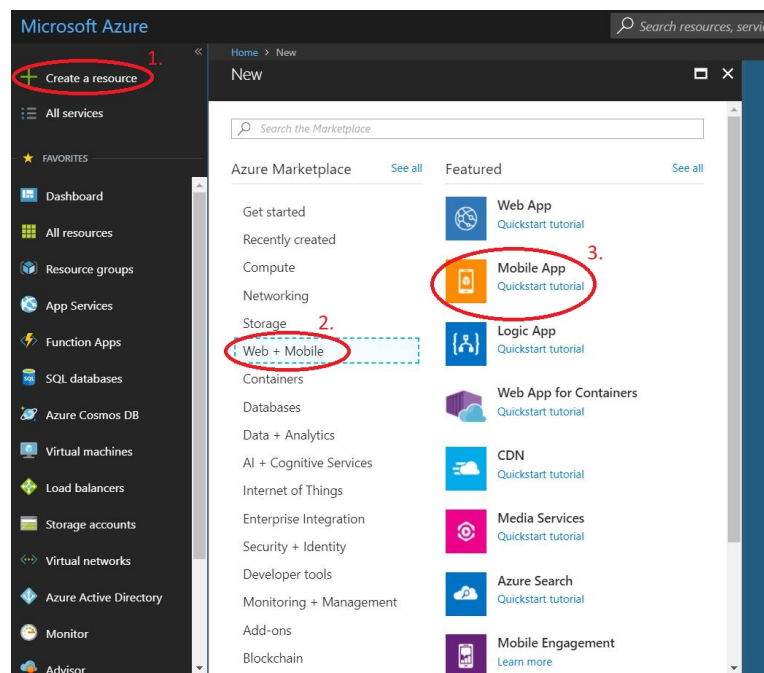 Microsoft Azure
Search resources, servi
1.
Create a resource
All services
FAVORITES
Dashboard
All resources
Resource groups
App Services
Function Apps
SQL databases
Azure Cosmos DB
Virtual machines
Load balancers
Storage accounts
Virtual networks
Azure Active Directory
Monitor
Advisor
Home > New
New
Search the Marketplace
Azure Marketplace
See all
Get started
Recently created
Compute
Networking
Storage
2.
Web + Mobile
Containers
Databases
Data + Analytics
AI + Cognitive Services
Internet of Things
Enterprise Integration
Security + Identity
Developer tools
Monitoring + Management
Add-ons
Blockchain
Featured
See all
Web App
Quickstart tutorial
3.
Mobile App
Quickstart tutorial
Logic App
Quickstart tutorial
Web App for Containers
Quickstart tutorial
CDN
Quickstart tutorial
Media Services
Quickstart tutorial
Azure Search
Quickstart tutorial
Mobile Engagement
Learn more